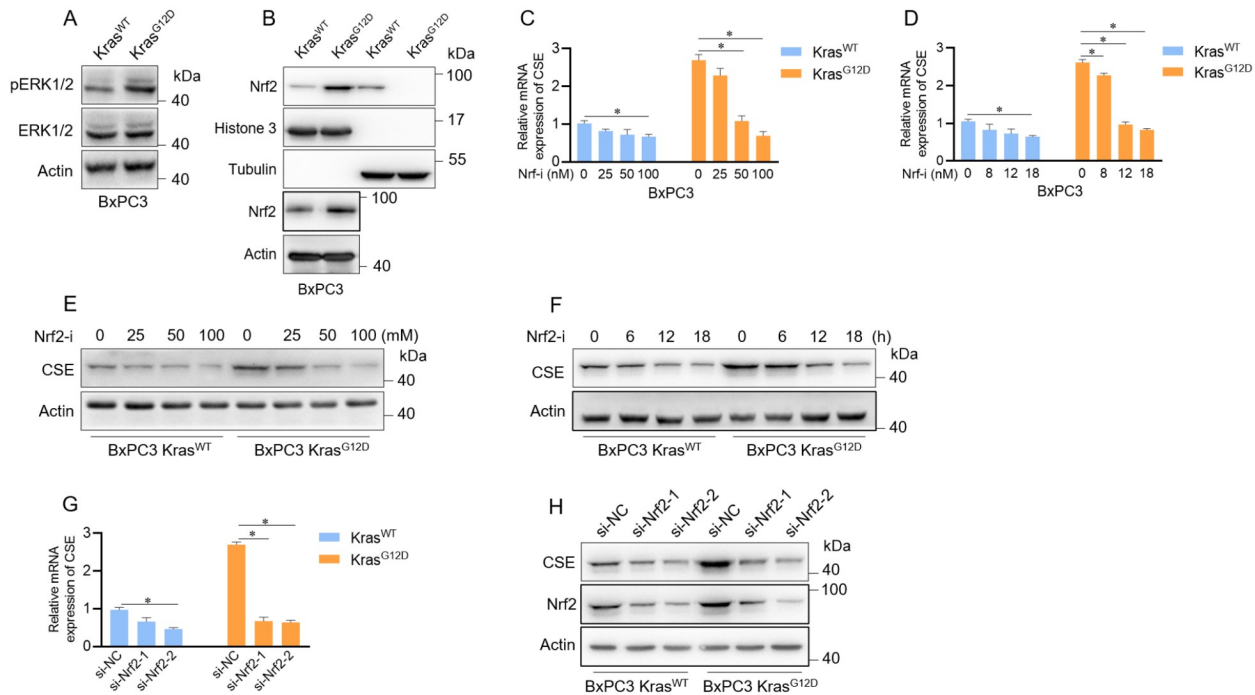 A
Kras^WT Kras^G12D
kDa
pERK1/2
40
ERK1/2
40
Actin
40
BxPC3
B
Kras^WT Kras^G12D Kras^WT Kras^G12D
kDa
100
Nrf2
17
Histone 3
55
Tubulin
100
Nrf2
Actin
40
BxPC3
C
Relative mRNA
expression of CSE
3
2
1
0
* * *
Kras^WT
Kras^G12D
Nrf-i (nM) 0 25 50 100 0 25 50 100
BxPC3
D
Relative mRNA
expression of CSE
3
2
1
0
* * * *
Kras^WT
Kras^G12D
Nrf-i (nM) 0 8 12 18 0 8 12 18
BxPC3
E
Nrf2-i 0 25 50 100 0 25 50 100 (mM)
kDa
CSE
40
Actin
40
BxPC3 Kras^WT BxPC3 Kras^G12D
F
Nrf2-i 0 6 12 18 0 6 12 18 (h)
kDa
CSE
40
Actin
40
BxPC3 Kras^WT BxPC3 Kras^G12D
G
Relative mRNA
expression of CSE
3
2
1
0
* * *
Kras^WT
Kras^G12D
si-NC si-Nrf2-1 si-Nrf2-2 si-NC si-Nrf2-1 si-Nrf2-2
H
si-NC si-Nrf2-1 si-Nrf2-2 si-NC si-Nrf2-1 si-Nrf2-2
kDa
CSE
40
100
Nrf2
Actin
40
BxPC3 Kras^WT BxPC3 Kras^G12D